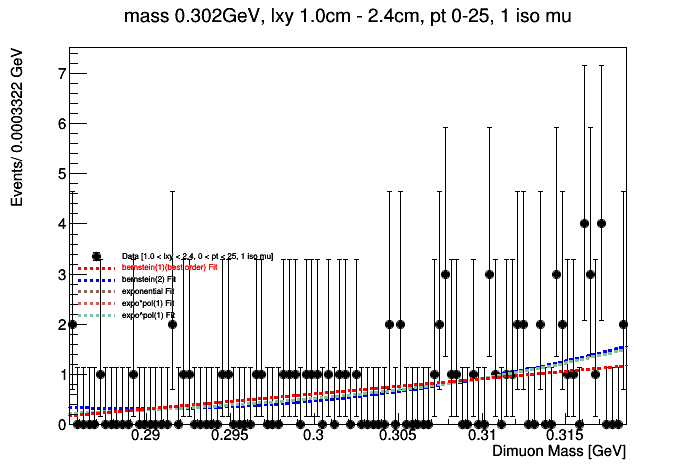 mass 0.302GeV, lxy 1.0cm - 2.4cm, pt 0-25, 1 iso mu
Events/ 0.0003322 GeV
7
6
5
4
3
2
1
0
Data [1.0 < lxy < 2.4, 0 < pt < 25, 1 iso mu]
bernstein(1)(best order) Fit
bernstein(2) Fit
exponential Fit
expo*pol(1) Fit
expo^pol(1) Fit
0.29 0.295 0.3 0.305 0.31 0.315
Dimuon Mass [GeV]